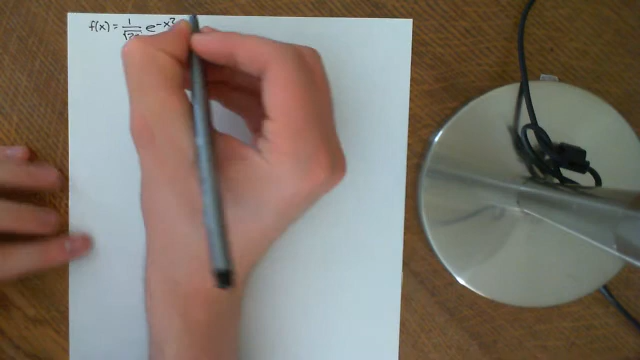 f(x) = 1/√2π e^-x²